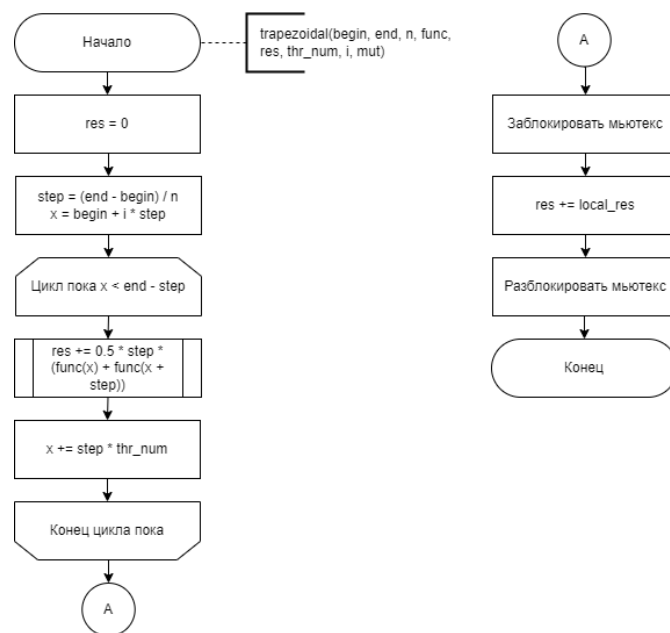 Начало
trapezoidal(begin, end, n, func,
res, thr_num, i, mut)
res = 0
step = (end - begin) / n
x = begin + i * step
Цикл пока x < end - step
res += 0.5 * step *
(func(x) + func(x +
step))
x += step * thr_num
Конец цикла пока
A
A
Заблокировать мьютекс
res += local_res
Разблокировать мьютекс
Конец